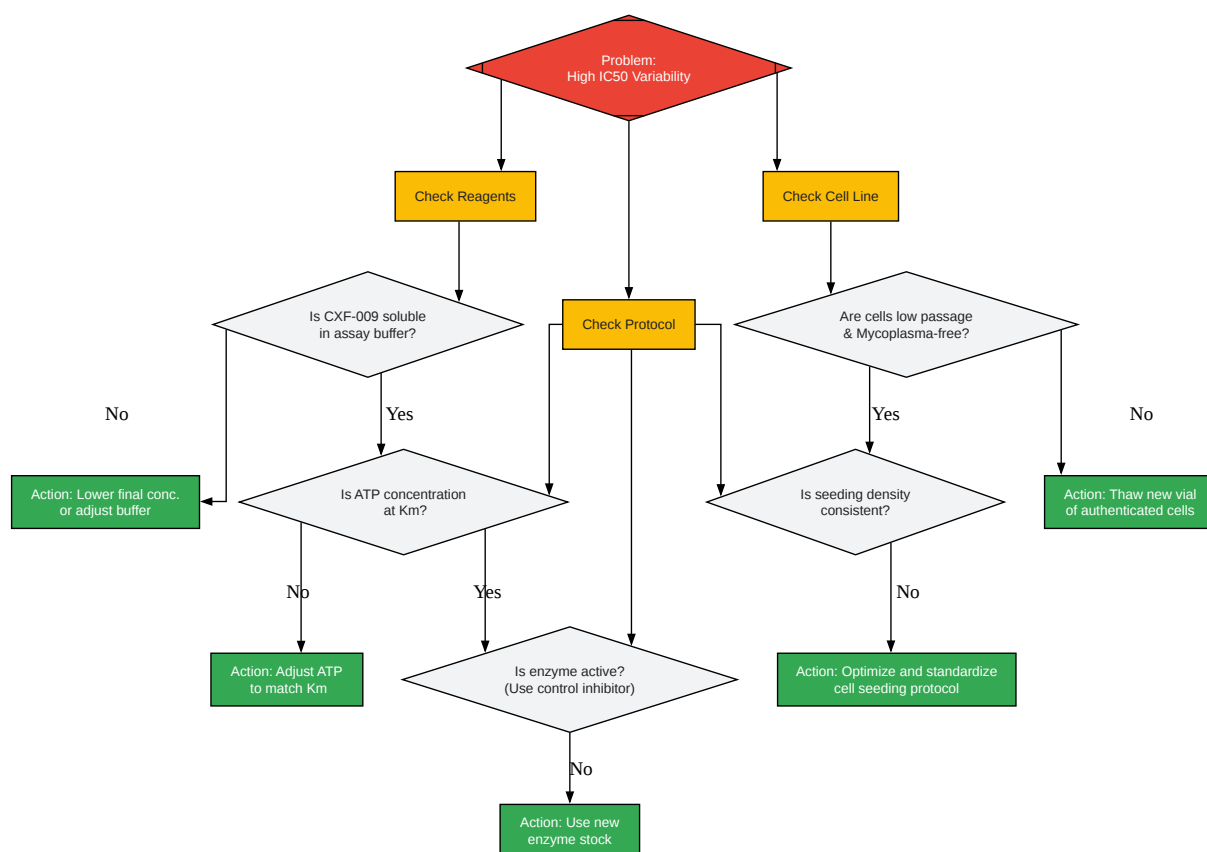 Problem:
High IC50 Variability
Check Reagents
Check Cell Line
Is CXF-009 soluble
in assay buffer?
Check Protocol
Are cells low passage
& Mycoplasma-free?
No
Yes
Yes
No
Action: Lower final conc.
or adjust buffer
Is ATP concentration
at Km?
Is seeding density
consistent?
Action: Thaw new vial
of authenticated cells
No
Yes
No
Action: Adjust ATP
to match Km
Is enzyme active?
(Use control inhibitor)
Action: Optimize and standardize
cell seeding protocol
No
Action: Use new
enzyme stock